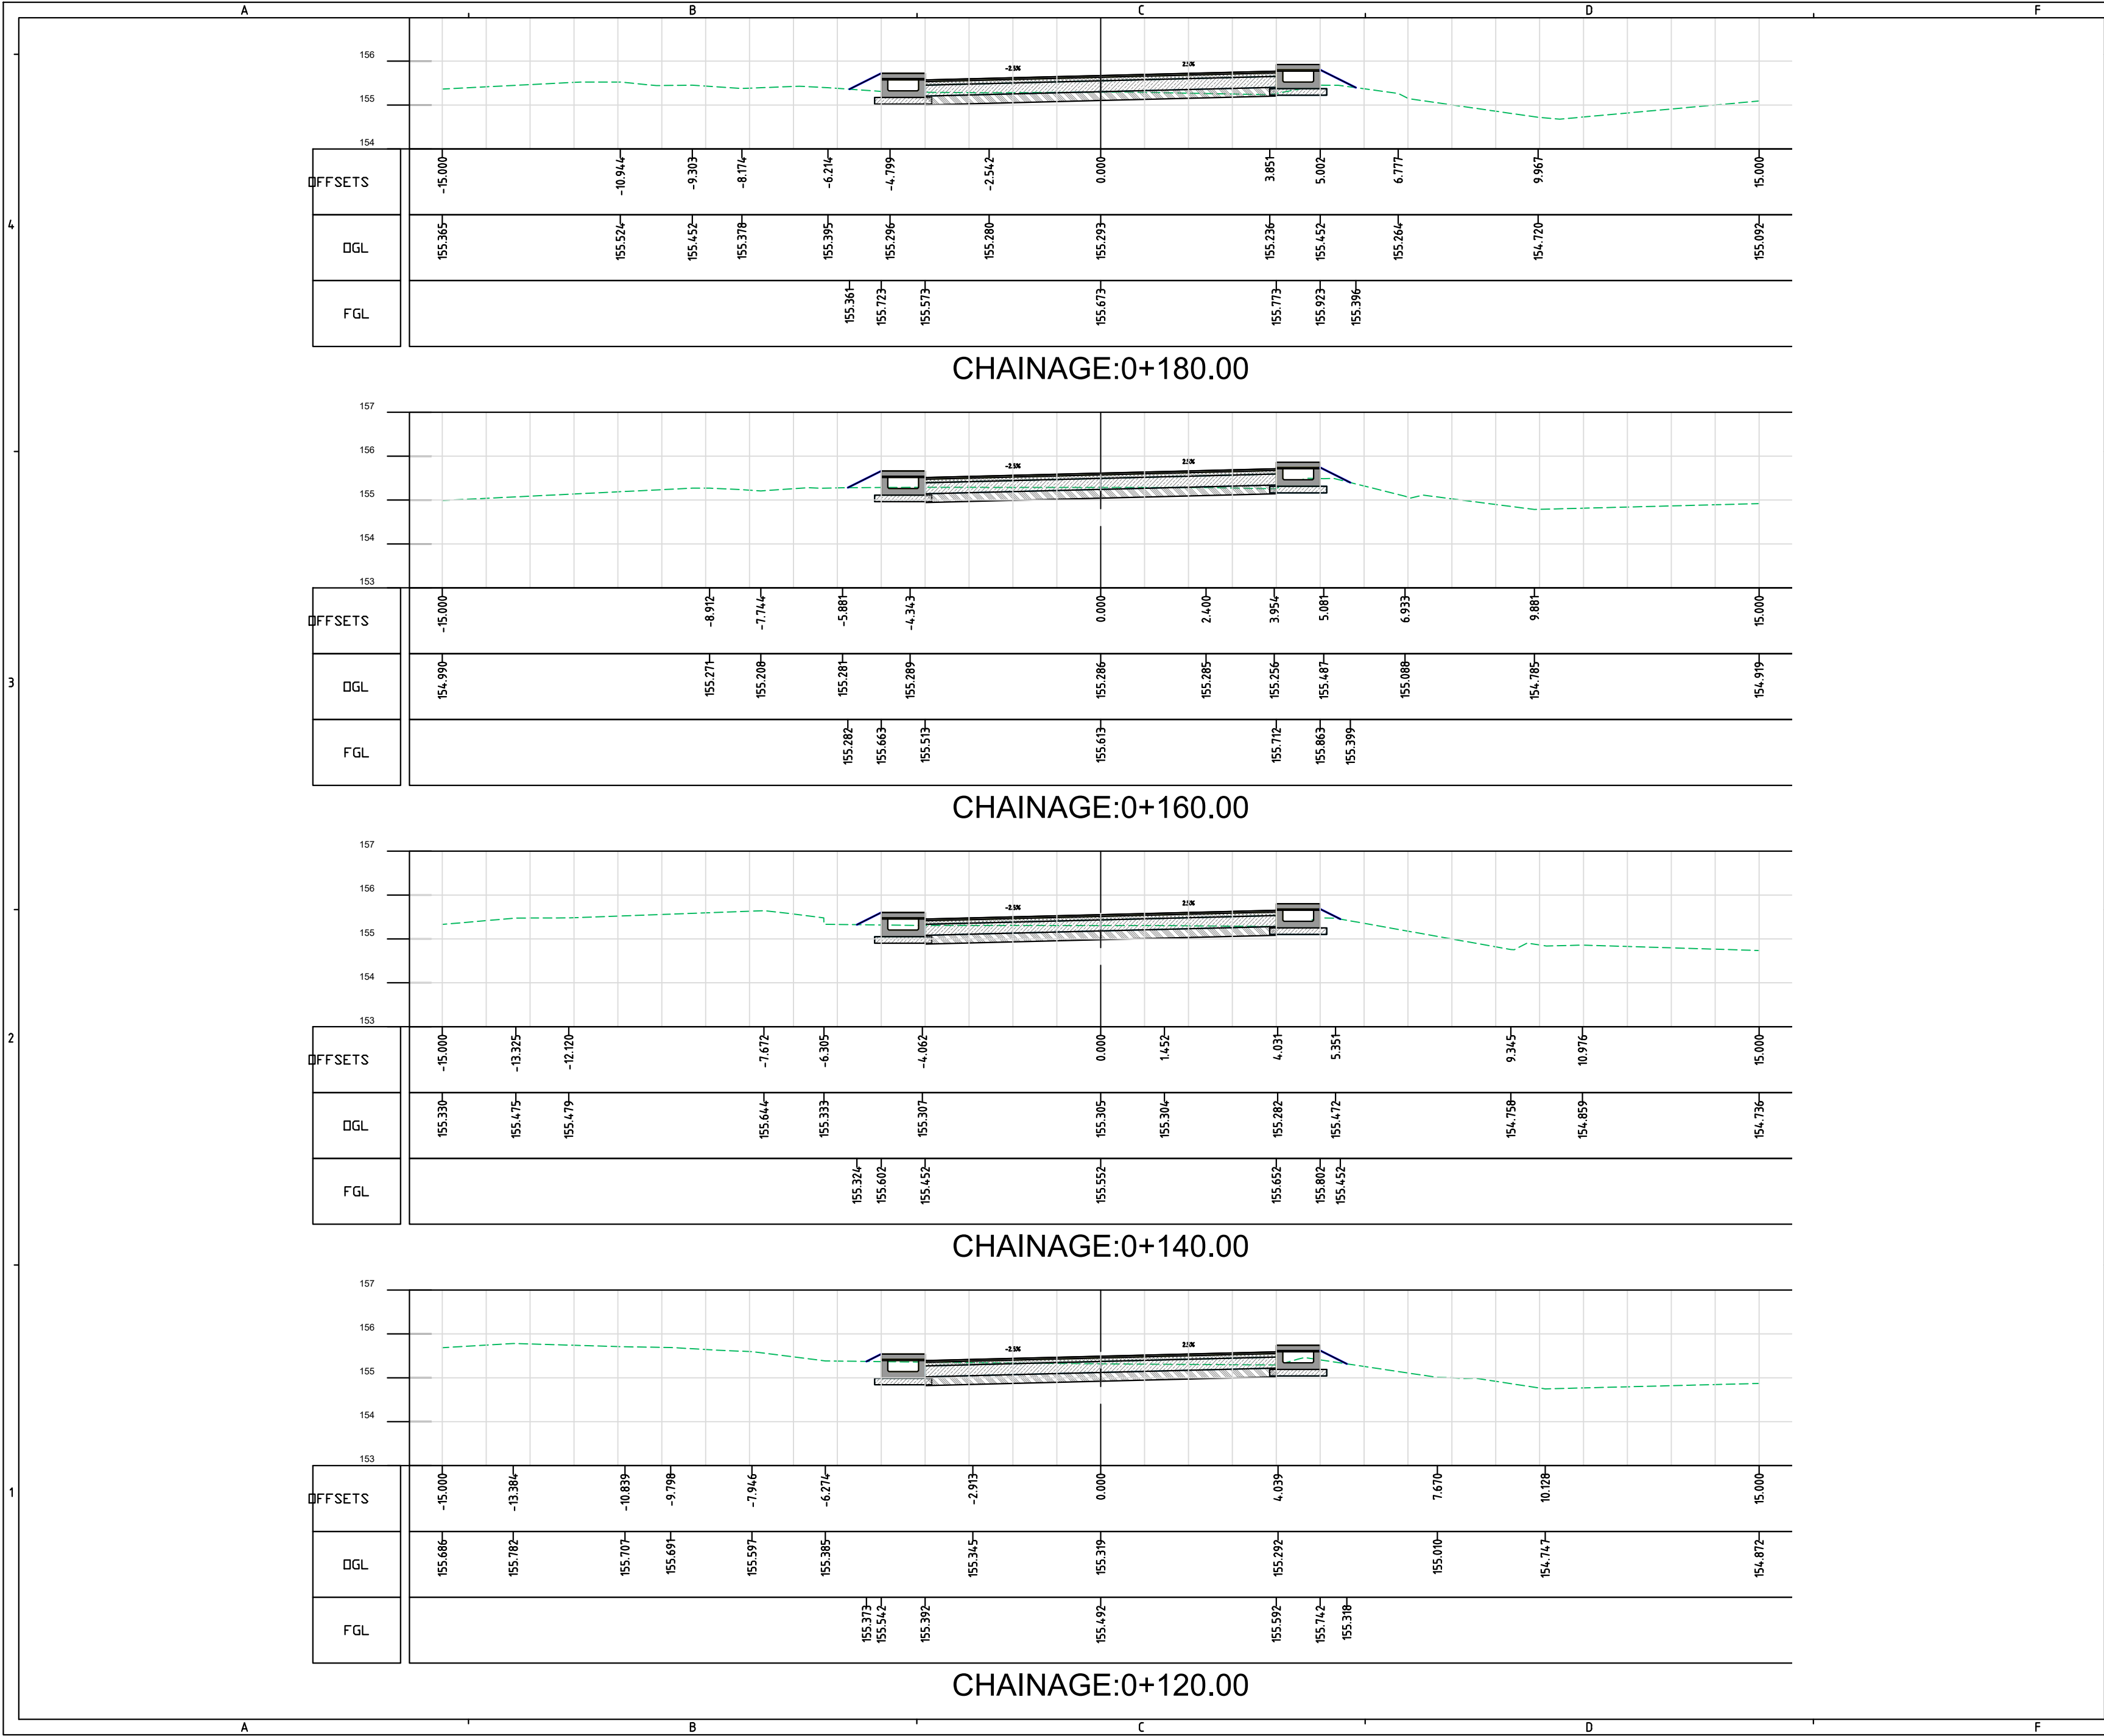 A B C D F
156
-2.5% 2.5%
155
154
OFFSETS -15.000 -10.944 -9.303 -8.174 -6.214 -4.799 -2.542 0.000 3.851 5.002 6.777 9.967 15.000
4
OGL 155.365 155.524 155.452 155.378 155.395 155.296 155.280 155.293 155.236 155.452 155.264 154.720 155.092
FGL 155.361 155.723 155.573 155.673 155.773 155.923 155.396
CHAINAGE:0+180.00
157
156
-2.5% 2.5%
155
154
153
OFFSETS -15.000 -8.912 -7.744 -5.881 -4.343 0.000 2.400 3.954 5.081 6.933 9.881 15.000
3
OGL 154.990 155.271 155.208 155.281 155.289 155.286 155.285 155.256 155.487 155.088 154.785 154.919
FGL 155.282 155.663 155.513 155.613 155.712 155.863 155.399
CHAINAGE:0+160.00
157
156
-2.5% 2.5%
155
154
153
2
OFFSETS -15.000 -13.325 -12.120 -7.672 -6.305 -4.062 0.000 1.452 4.031 5.351 9.345 10.976 15.000
OGL 155.330 155.475 155.479 155.644 155.333 155.307 155.305 155.304 155.282 155.472 154.758 154.859 154.736
FGL 155.324 155.602 155.452 155.552 155.652 155.802 155.452
CHAINAGE:0+140.00
157
156
-2.5% 2.5%
155
154
153
1
OFFSETS -15.000 -13.384 -10.839 -9.798 -7.946 -6.274 -2.913 0.000 4.039 7.670 10.128 15.000
OGL 155.686 155.782 155.707 155.691 155.597 155.385 155.345 155.319 155.292 155.010 154.747 154.872
FGL 155.373 155.542 155.392 155.492 155.592 155.742 155.318
CHAINAGE:0+120.00
A B C D F